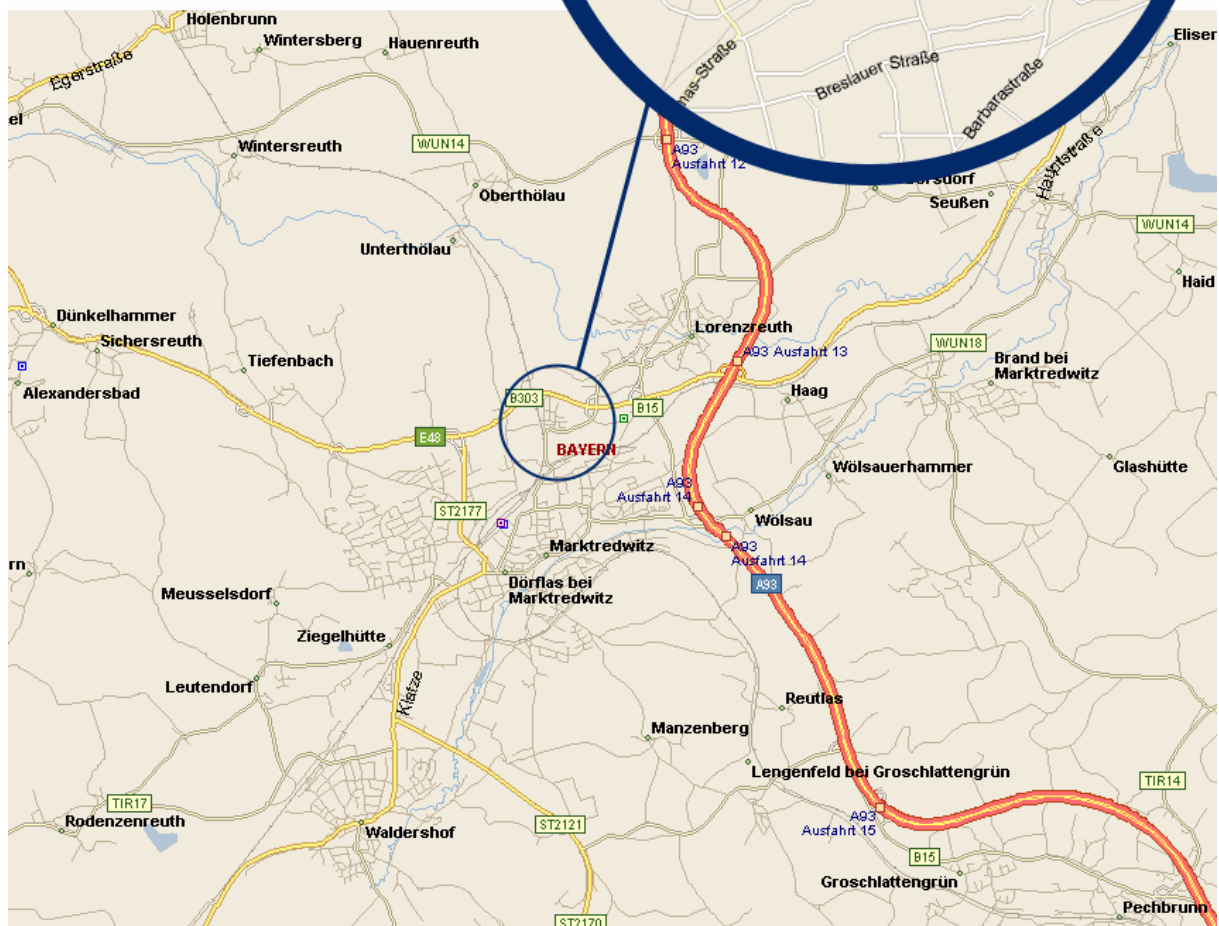 Holenbrunn
Wintersberg
Hauenreuth
Egerstraße
Breslauer Straße
Barbarastraße
Hauptstraße
WUN14
A93
Ausfahrt 12
Wintersreuth
Oberthölau
Seußen
Unterthölau
WUN14
Haid
Dünkelhammer
Sichersreuth
Tiefenbach
Lorenzreuth
A93 Ausfahrt 13
WUN18
Brand bei
Marktredwitz
Alexandersbad
B303
B15
Haag
E48
BAYERN
Wölsauerhammer
Glashütte
A93
Ausfahrt 14
ST2177
Wölsau
Marktredwitz
A93
Ausfahrt 14
A93
Dörflas bei
Marktredwitz
Meusselsdorf
Ziegelhütte
Leutendorf
Klatze
Reutlas
Manzenberg
Lengenfeld bei Groschlattengrün
TIR14
TIR17
Rodenzenreuth
Waldershof
ST2121
A93
Ausfahrt 15
B15
Groschlattengrün
Pechbrunn
ST2170